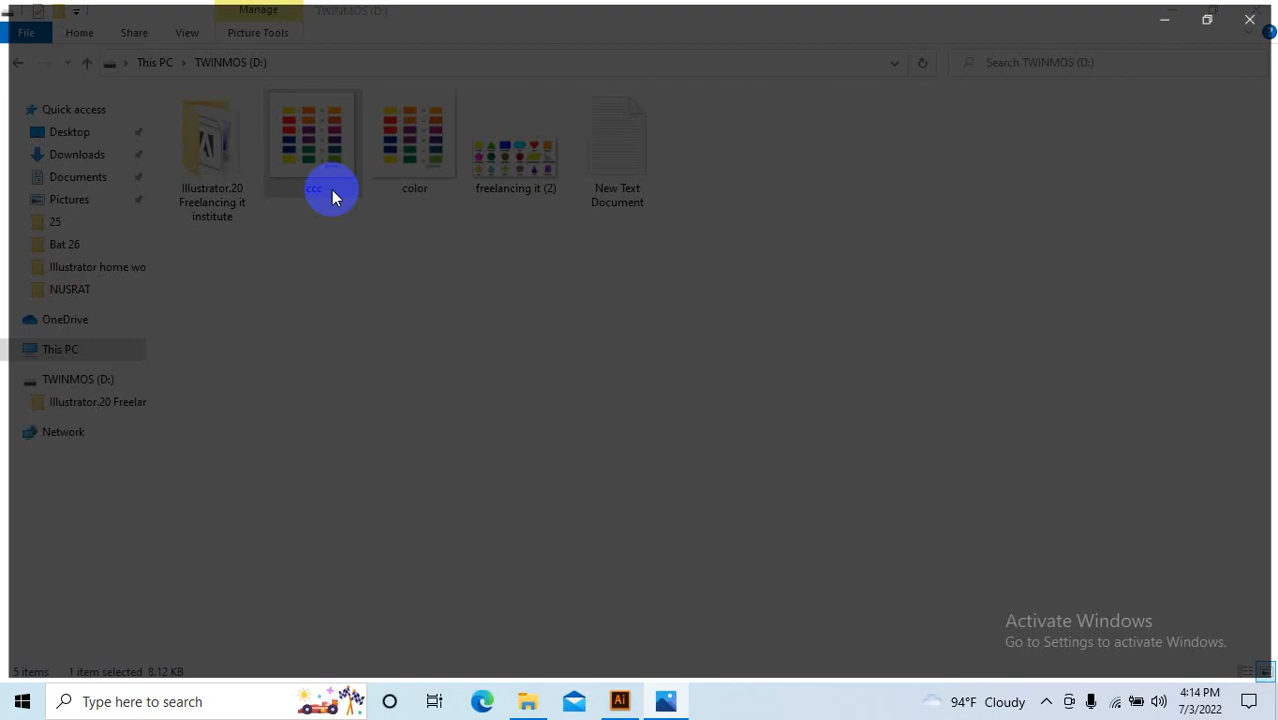 Manage
TWINMOS (D:)
File
Home
Share
View
Picture Tools
This PC
TWINMOS (D:)
Search TWINMOS (D:)
Quick access
Desktop
Downloads
Documents
Pictures
25
Bat 26
Illustrator home wo
NUSRAT
OneDrive
This PC
TWINMOS (D:)
Illustrator.20 Freelar
Network
Illustrator.20
Freelancing it
institute
ccc
color
freelancing it (2)
New Text
Document
Activate Windows
Go to Settings to activate Windows.
5 items
1 item selected 8.12 KB
Type here to search
Ai
94°F Cloudy
4:14 PM
7/3/2022